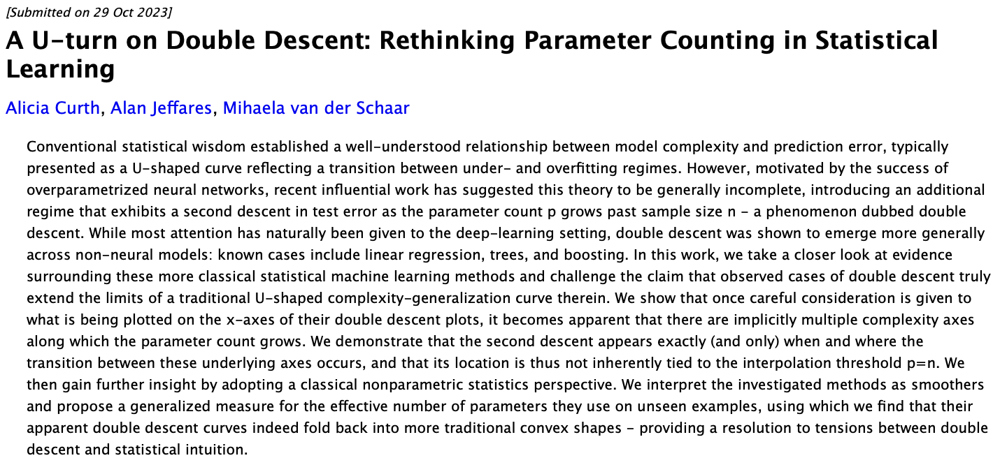 [Submitted on 29 Oct 2023]
A U-turn on Double Descent: Rethinking Parameter Counting in Statistical
Learning
Alicia Curth, Alan Jeffares, Mihaela van der Schaar
Conventional statistical wisdom established a well-understood relationship between model complexity and prediction error, typically
presented as a U-shaped curve reflecting a transition between under- and overfitting regimes. However, motivated by the success of
overparametrized neural networks, recent influential work has suggested this theory to be generally incomplete, introducing an additional
regime that exhibits a second descent in test error as the parameter count p grows past sample size n - a phenomenon dubbed double
descent. While most attention has naturally been given to the deep-learning setting, double descent was shown to emerge more generally
across non-neural models: known cases include linear regression, trees, and boosting. In this work, we take a closer look at evidence
surrounding these more classical statistical machine learning methods and challenge the claim that observed cases of double descent truly
extend the limits of a traditional U-shaped complexity-generalization curve therein. We show that once careful consideration is given to
what is being plotted on the x-axes of their double descent plots, it becomes apparent that there are implicitly multiple complexity axes
along which the parameter count grows. We demonstrate that the second descent appears exactly (and only) when and where the
transition between these underlying axes occurs, and that its location is thus not inherently tied to the interpolation threshold p=n. We
then gain further insight by adopting a classical nonparametric statistics perspective. We interpret the investigated methods as smoothers
and propose a generalized measure for the effective number of parameters they use on unseen examples, using which we find that their
apparent double descent curves indeed fold back into more traditional convex shapes - providing a resolution to tensions between double
descent and statistical intuition.